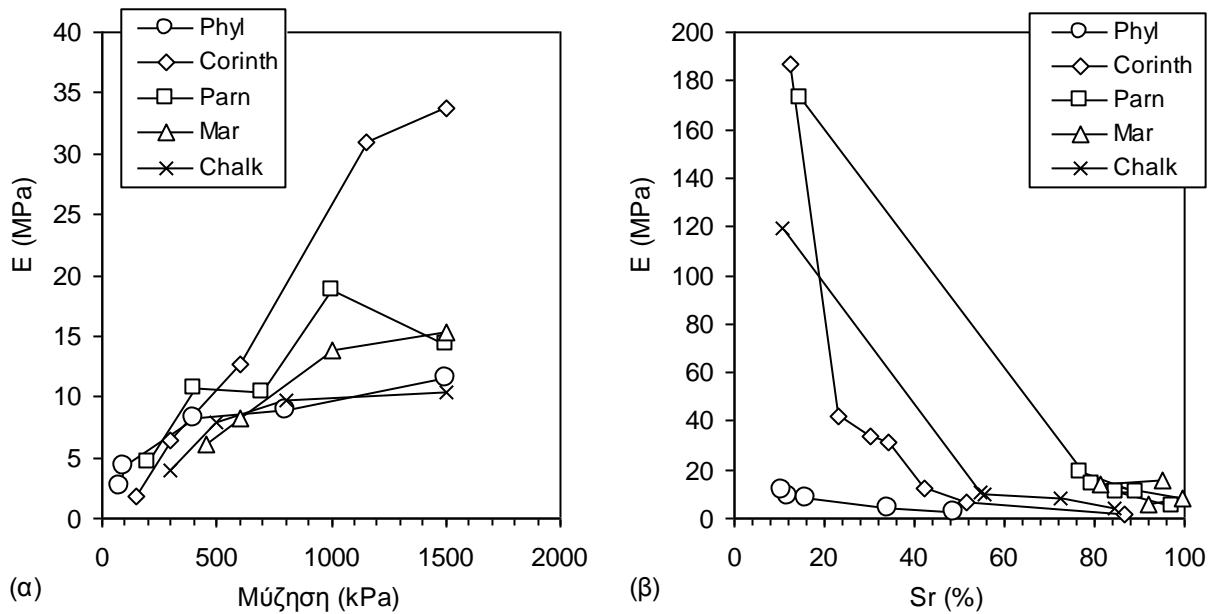 Phyl
Corinth
Parn
Mar
Chalk
40
35
30
25
20
15
10
5
0
E (MPa)
0 500 1000 1500 2000
Μύζηση (kPa)
(α)
Phyl
Corinth
Parn
Mar
Chalk
200
180
160
140
120
100
80
60
40
20
0
E (MPa)
0 20 40 60 80 100
Sr (%)
(β)